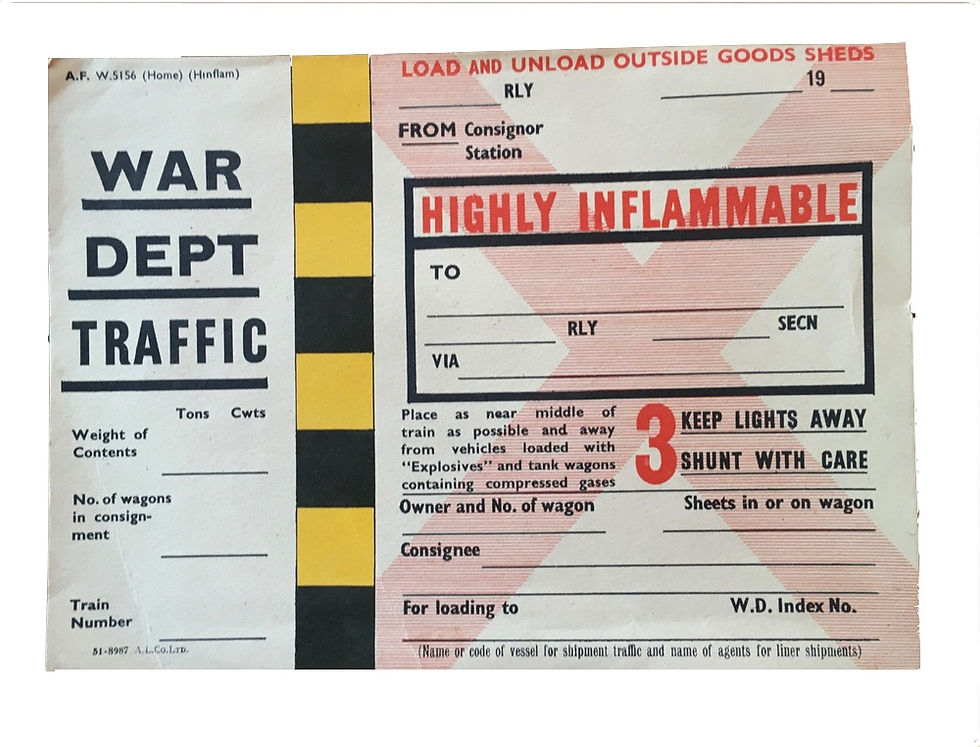 A.F. W.5156 (Home) (Hinflam)
WAR
DEPT
TRAFFIC
Tons Cwts
Weight of
Contents
No. of wagons
in consign-
ment
Train
Number
51-8987 A.L.Co.LTD.
LOAD AND UNLOAD OUTSIDE GOODS SHEDS
RLY 19
FROM Consignor
Station
HIGHLY INFLAMMABLE
TO
RLY SECN
VIA
Place as near middle of
train as possible and away
from vehicles loaded with
"Explosives" and tank wagons
containing compressed gases
3
KEEP LIGHTS AWAY
SHUNT WITH CARE
Owner and No. of wagon Sheets in or on wagon
Consignee
For loading to W.D. Index No.
(Name or code of vessel for shipment traffic and name of agents for liner shipments)